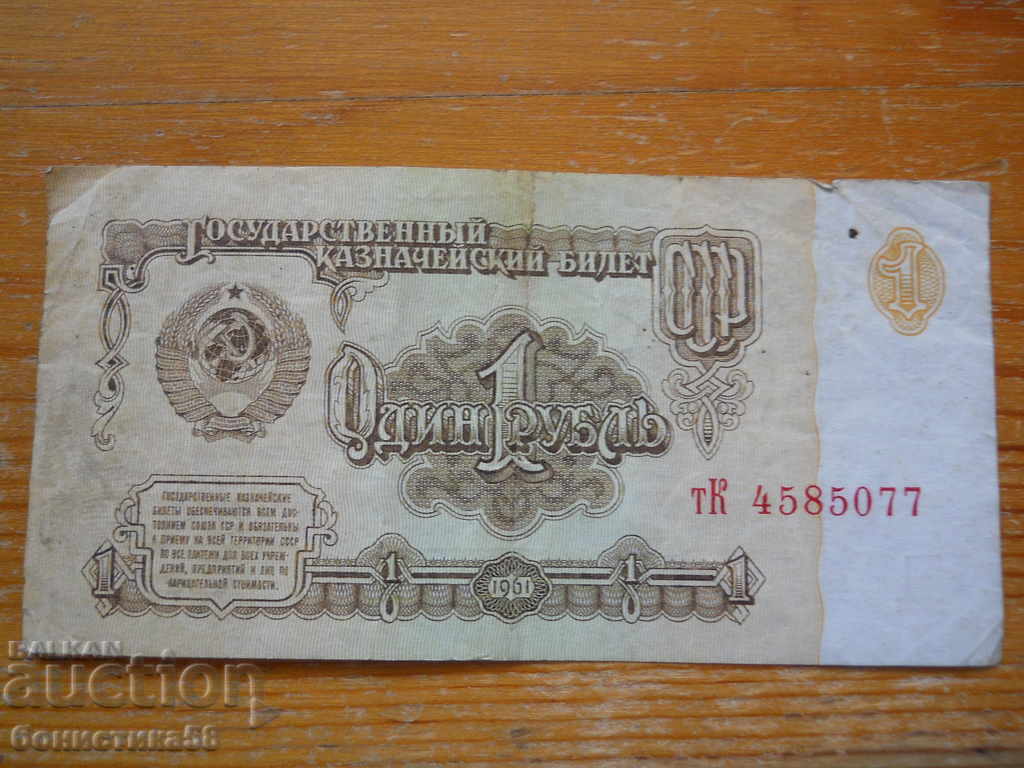 Государственный
казначейский билет
СССР
1
Один 1 рубль
тК 4585077
ГОСУДАРСТВЕННЫЕ КАЗНАЧЕЙСКИЕ
БИЛЕТЫ ОБЕСПЕЧИВАЮТСЯ ВСЕМ ДОС-
ТОЯНИЕМ СОЮЗА ССР И ОБЯЗАТЕЛЬНЫ
К ПРИЕМУ НА ВСЕЙ ТЕРРИТОРИИ СССР
ВО ВСЕ ПЛАТЕЖИ ДЛЯ ВСЕХ УЧРЕЖ-
ДЕНИЙ, ПРЕДПРИЯТИЙ И ЛИЦ ПО
НАРИЦАТЕЛЬНОЙ СТОИМОСТИ.
1 1 1961 1 1
BALKAN
auction
бонистика58